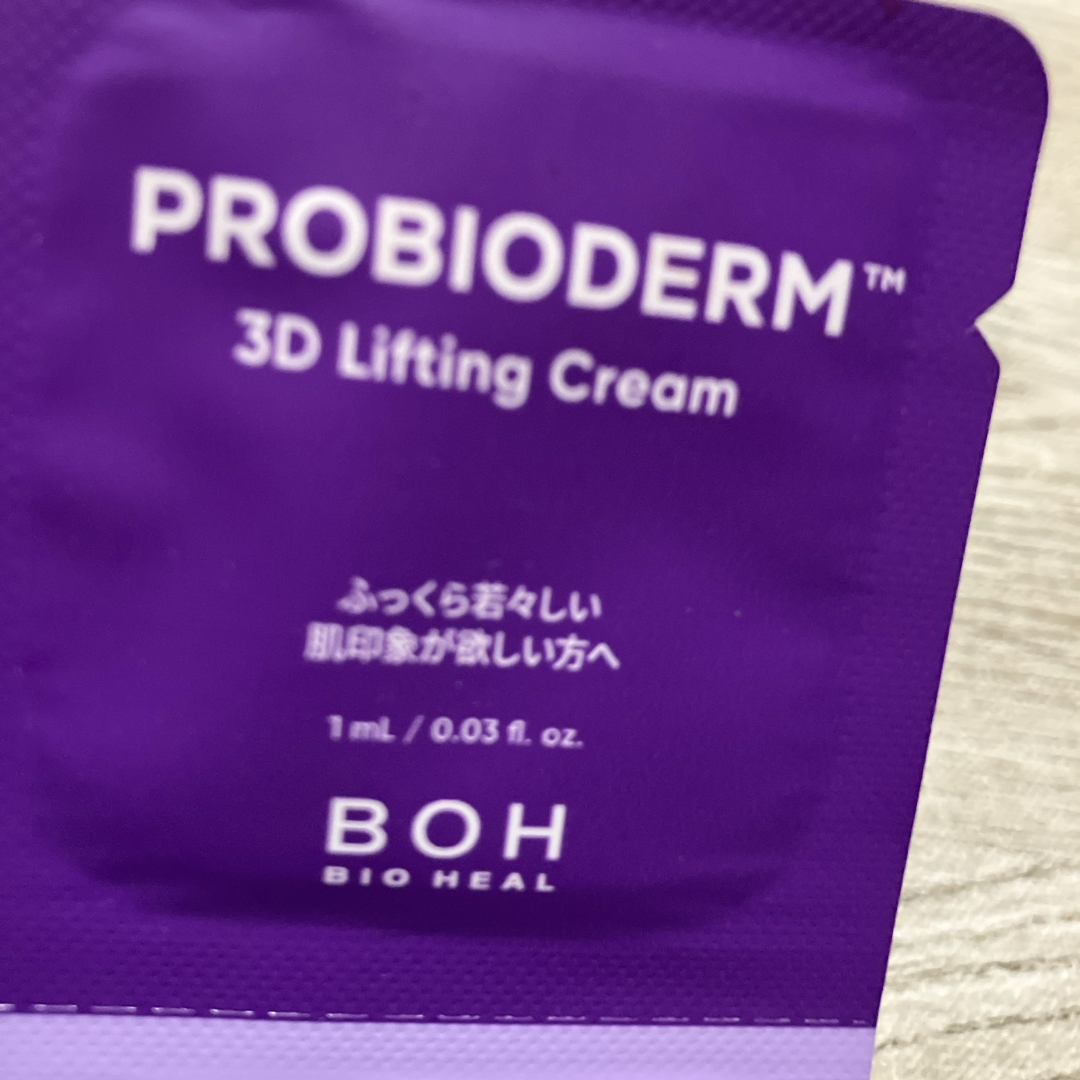 PROBIODERM™
3D Lifting Cream
ふっくら若々しい
肌印象が欲しい方へ
1 mL / 0.03 fl. oz.
BOH
BIO HEAL